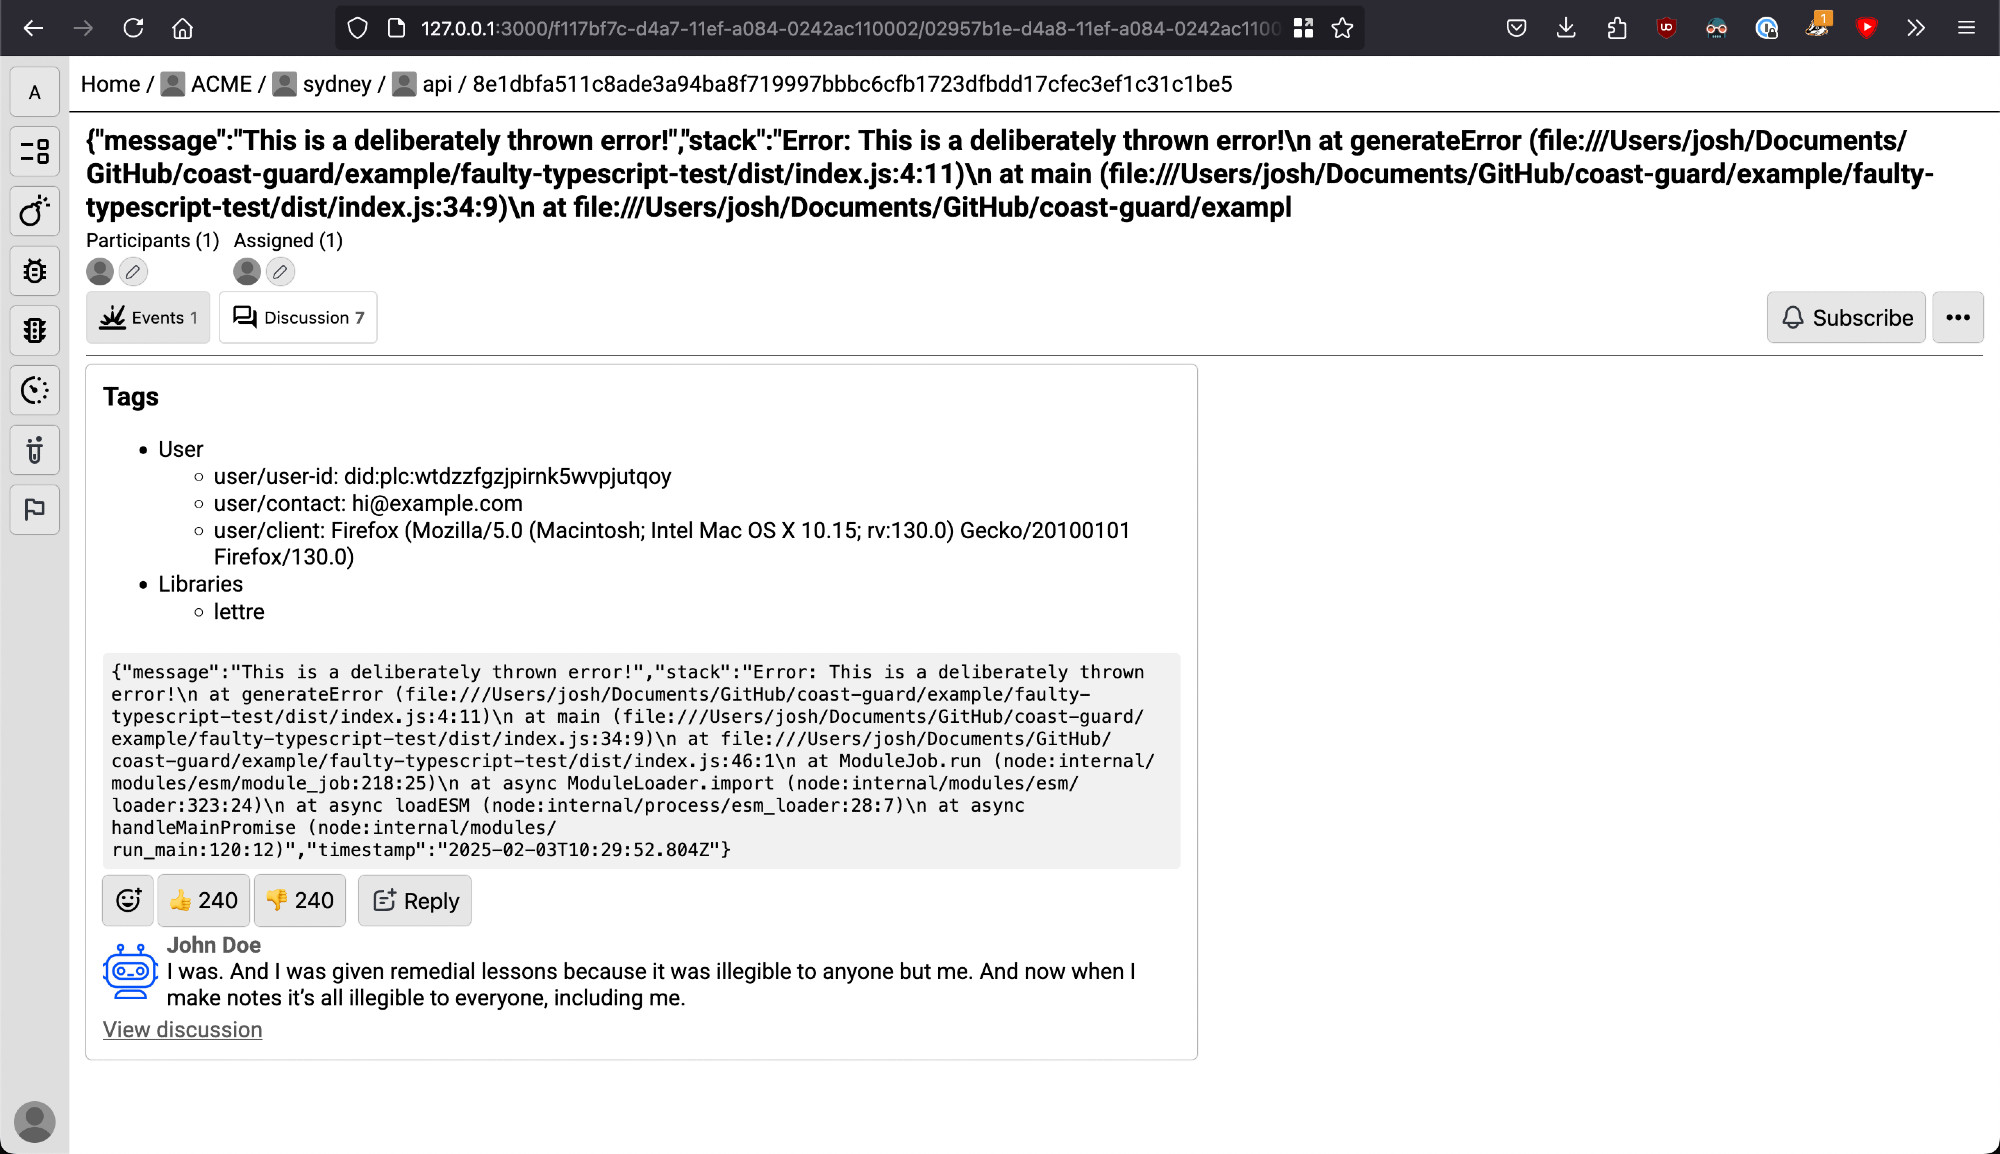 127.0.0.1:3000/f117bf7c-d4a7-11ef-a084-0242ac110002/02957b1e-d4a8-11ef-a084-0242ac1100
1
A
Home / ACME / sydney / api / 8e1dbfa511c8ade3a94ba8f719997bbbc6cfb1723dfbdd17cfec3ef1c31c1be5
{"message":"This is a deliberately thrown error!","stack":"Error: This is a deliberately thrown error!\n at generateError (file:///Users/josh/Documents/
GitHub/coast-guard/example/faulty-typescript-test/dist/index.js:4:11)\n at main (file:///Users/josh/Documents/GitHub/coast-guard/example/faulty-
typescript-test/dist/index.js:34:9)\n at file:///Users/josh/Documents/GitHub/coast-guard/exampl
Participants (1) Assigned (1)
Events 1 Discussion 7 Subscribe
Tags
User
user/user-id: did:plc:wtdzzfgzjpirnk5wvpjutqoy
user/contact: hi@example.com
user/client: Firefox (Mozilla/5.0 (Macintosh; Intel Mac OS X 10.15; rv:130.0) Gecko/20100101
Firefox/130.0)
Libraries
lettre
{"message":"This is a deliberately thrown error!","stack":"Error: This is a deliberately thrown
error!\n at generateError (file:///Users/josh/Documents/GitHub/coast-guard/example/faulty-
typescript-test/dist/index.js:4:11)\n at main (file:///Users/josh/Documents/GitHub/coast-guard/
example/faulty-typescript-test/dist/index.js:34:9)\n at file:///Users/josh/Documents/GitHub/
coast-guard/example/faulty-typescript-test/dist/index.js:46:1\n at ModuleJob.run (node:internal/
modules/esm/module_job:218:25)\n at async ModuleLoader.import (node:internal/modules/esm/
loader:323:24)\n at async loadESM (node:internal/process/esm_loader:28:7)\n at async
handleMainPromise (node:internal/modules/
run_main:120:12)","timestamp":"2025-02-03T10:29:52.804Z"}
👍 240 👎 240 Reply
John Doe
I was. And I was given remedial lessons because it was illegible to anyone but me. And now when I
make notes it’s all illegible to everyone, including me.
View discussion